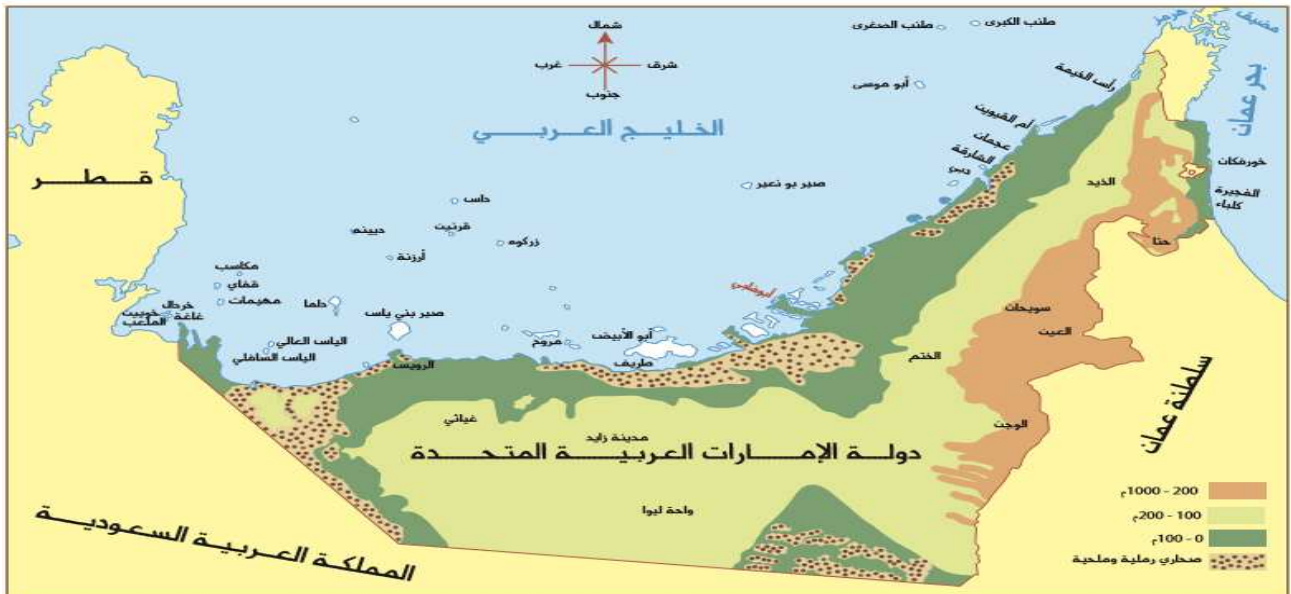 طنب الكبرى
طنب الصغرى
شمال
مضيق هرمز
شرق
غرب
جنوب
أبو موسى
رأس الخيمة
بحر عمان
أم القيوين
الخليج العربي
عجمان
الشارقة
دبي
خورفكان
الفجيرة
كلباء
الذيد
صير بو نعير
قطر
داس
قرنين
ديينه
زركوه
أرزنة
حتا
مكاسب
قفاي
مهيمات
خردال
غاغة
الملعب
دلما
صير بني ياس
أبوظبي
سويحان
العين
أبو الأبيض
مروح
الياس العالي
الياس السافلي
الرويس
طريف
الختم
سلطنة عمان
غياثي
مدينة زايد
الوجن
دولة الإمارات العربية المتحدة
واحة ليوا
المملكة العربية السعودية
200 - 1000م
100 - 200م
0 - 100م
صحاري رملية وملحية